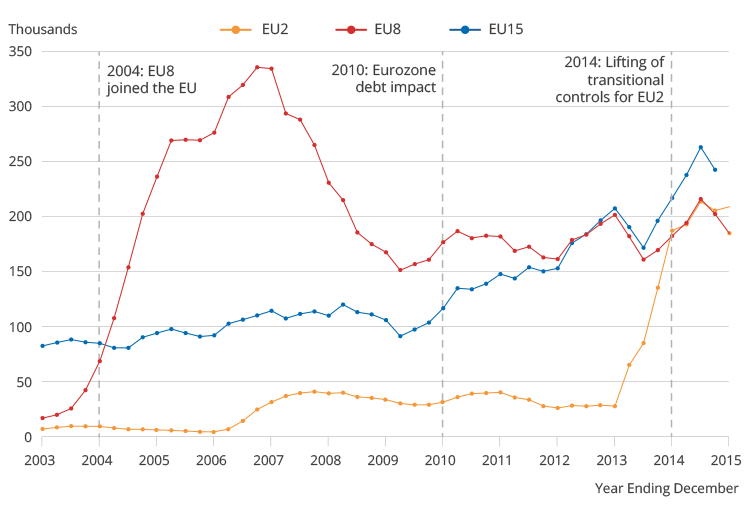 Thousands
EU2 EU8 EU15
350
300
250
200
150
100
50
0
2004: EU8
joined the EU
2010: Eurozone
debt impact
2014: Lifting of
transitional
controls for EU2
2003 2004 2005 2006 2007 2008 2009 2010 2011 2012 2013 2014 2015
Year Ending December